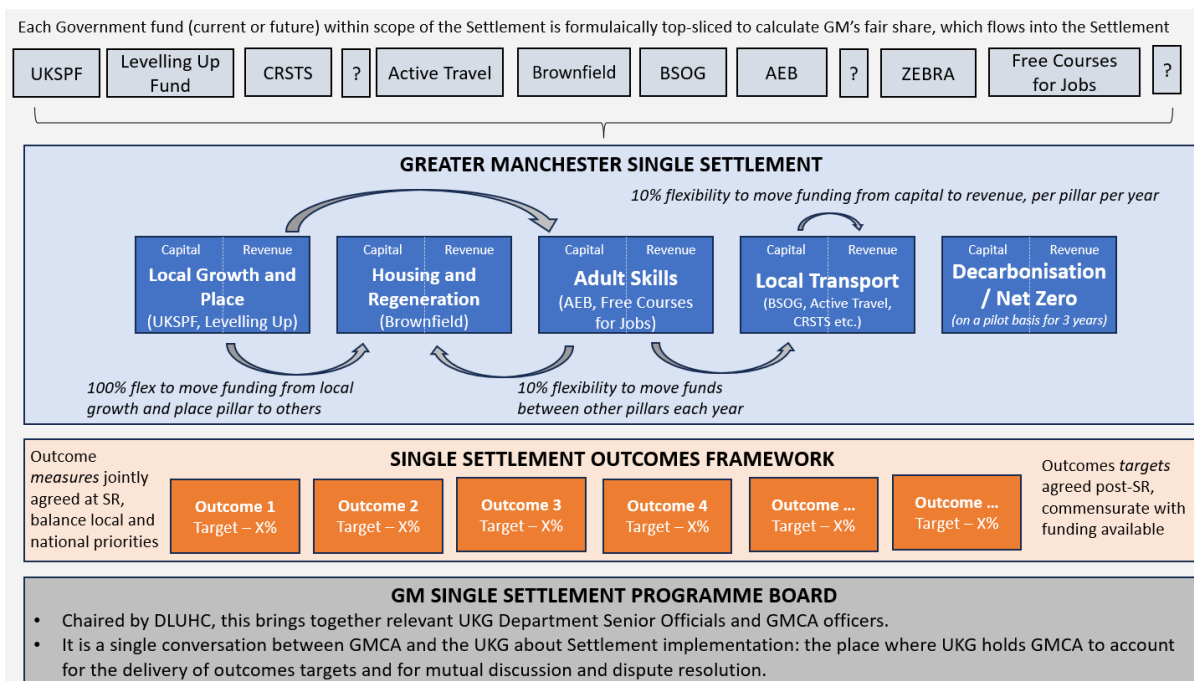 Each Government fund (current or future) within scope of the Settlement is formulaically top-sliced to calculate GM's fair share, which flows into the Settlement
UKSPF
Levelling Up
Fund
CRSTS
?
Active Travel
Brownfield
BSOG
AEB
?
ZEBRA
Free Courses
for Jobs
?
GREATER MANCHESTER SINGLE SETTLEMENT
10% flexibility to move funding from capital to revenue, per pillar per year
Capital Revenue
Local Growth and
Place
(UKSPF, Levelling Up)
Capital Revenue
Housing and
Regeneration
(Brownfield)
Capital Revenue
Adult Skills
(AEB, Free Courses
for Jobs)
Capital Revenue
Local Transport
(BSOG, Active Travel,
CRSTS etc.)
Capital Revenue
Decarbonisation
/ Net Zero
(on a pilot basis for 3 years)
100% flex to move funding from local
growth and place pillar to others
10% flexibility to move funds
between other pillars each year
SINGLE SETTLEMENT OUTCOMES FRAMEWORK
Outcome
measures jointly
agreed at SR,
balance local and
national priorities
Outcome 1
Target – X%
Outcome 2
Target – X%
Outcome 3
Target – X%
Outcome 4
Target – X%
Outcome ...
Target – X%
Outcome ...
Target – X%
Outcomes targets
agreed post-SR,
commensurate with
funding available
GM SINGLE SETTLEMENT PROGRAMME BOARD
• Chaired by DLUHC, this brings together relevant UKG Department Senior Officials and GMCA officers.
• It is a single conversation between GMCA and the UKG about Settlement implementation: the place where UKG holds GMCA to account
for the delivery of outcomes targets and for mutual discussion and dispute resolution.